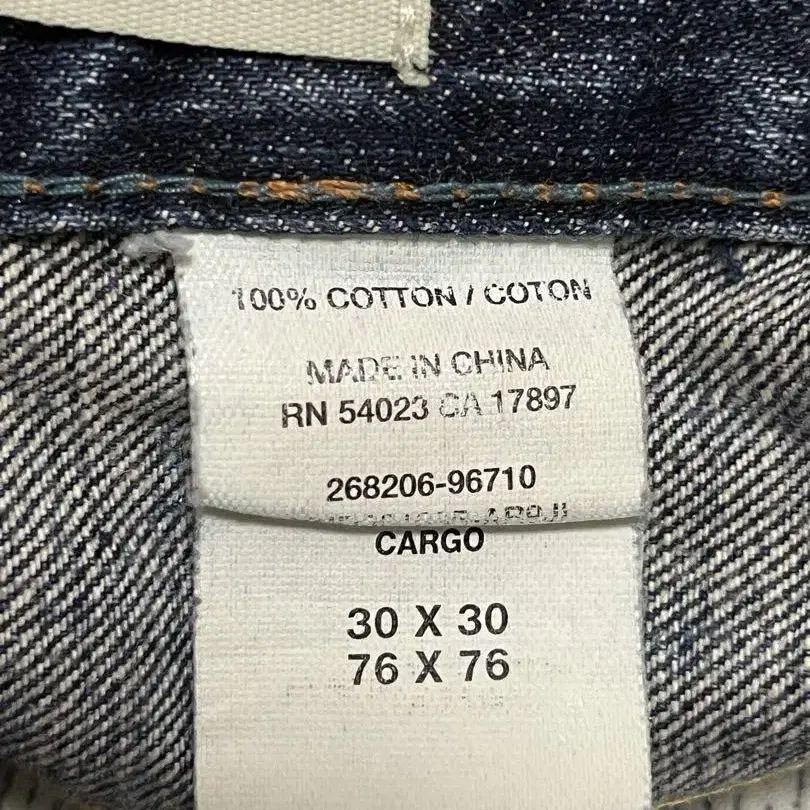 100% COTTON / COTON
MADE IN CHINA
RN 54023 CA 17897
268206-96710
CARGO
30 X 30
76 X 76